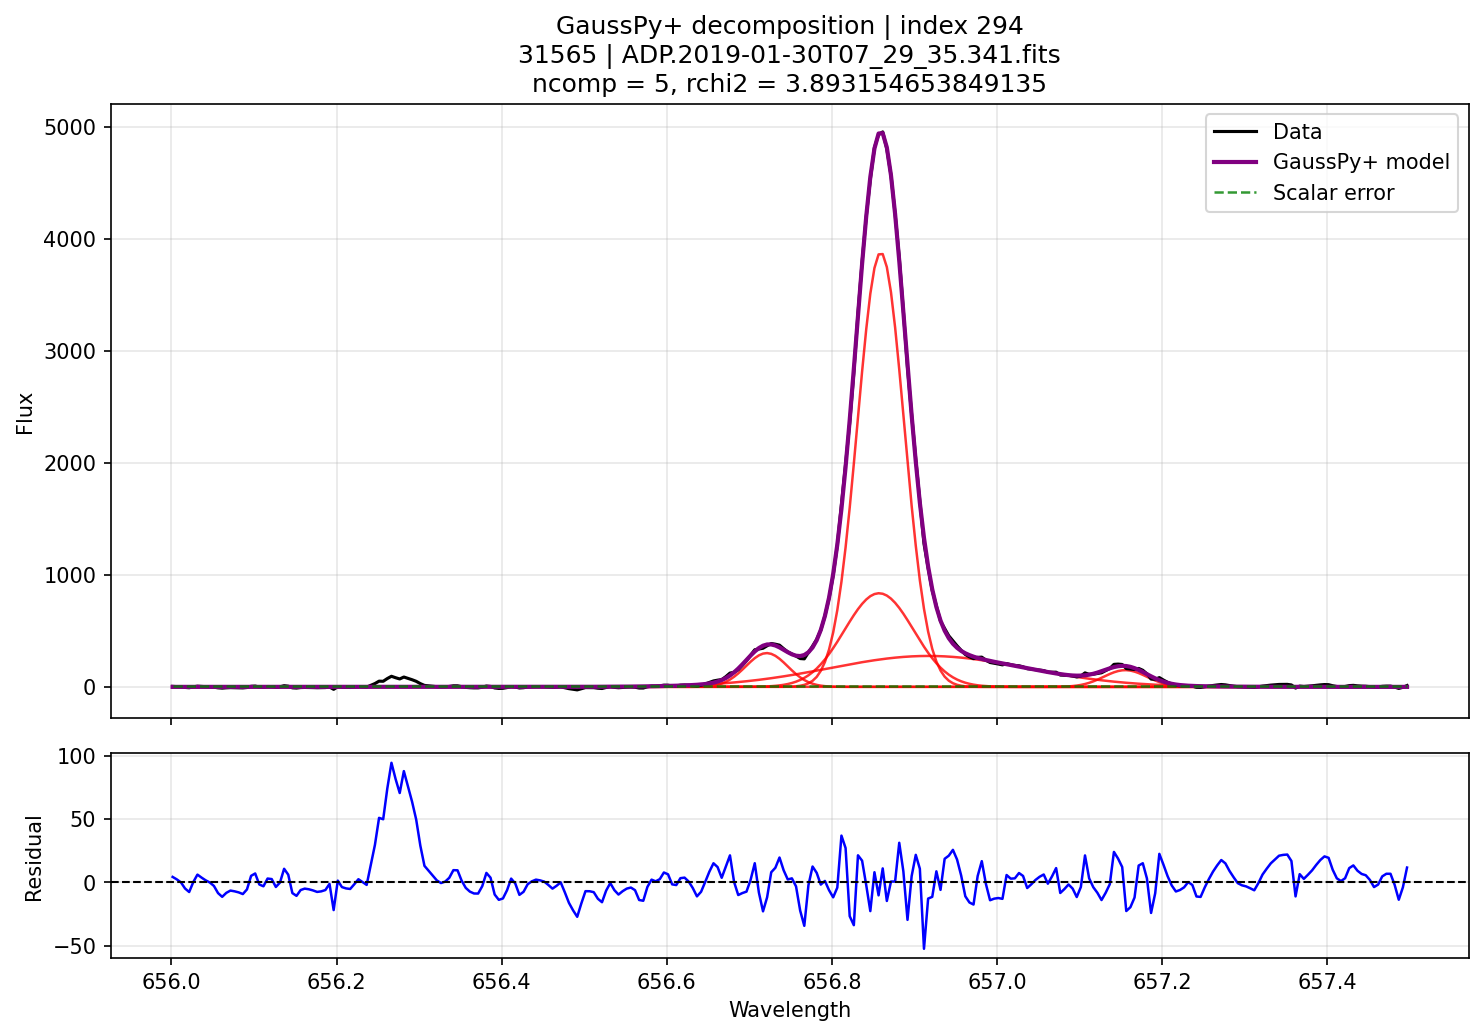 GaussPy+ decomposition | index 294
31565 | ADP.2019-01-30T07_29_35.341.fits
ncomp = 5, rchi2 = 3.893154653849135
Data
GaussPy+ model
Scalar error
5000
4000
3000
2000
1000
0
Flux
100
50
0
−50
Residual
656.0 656.2 656.4 656.6 656.8 657.0 657.2 657.4
Wavelength